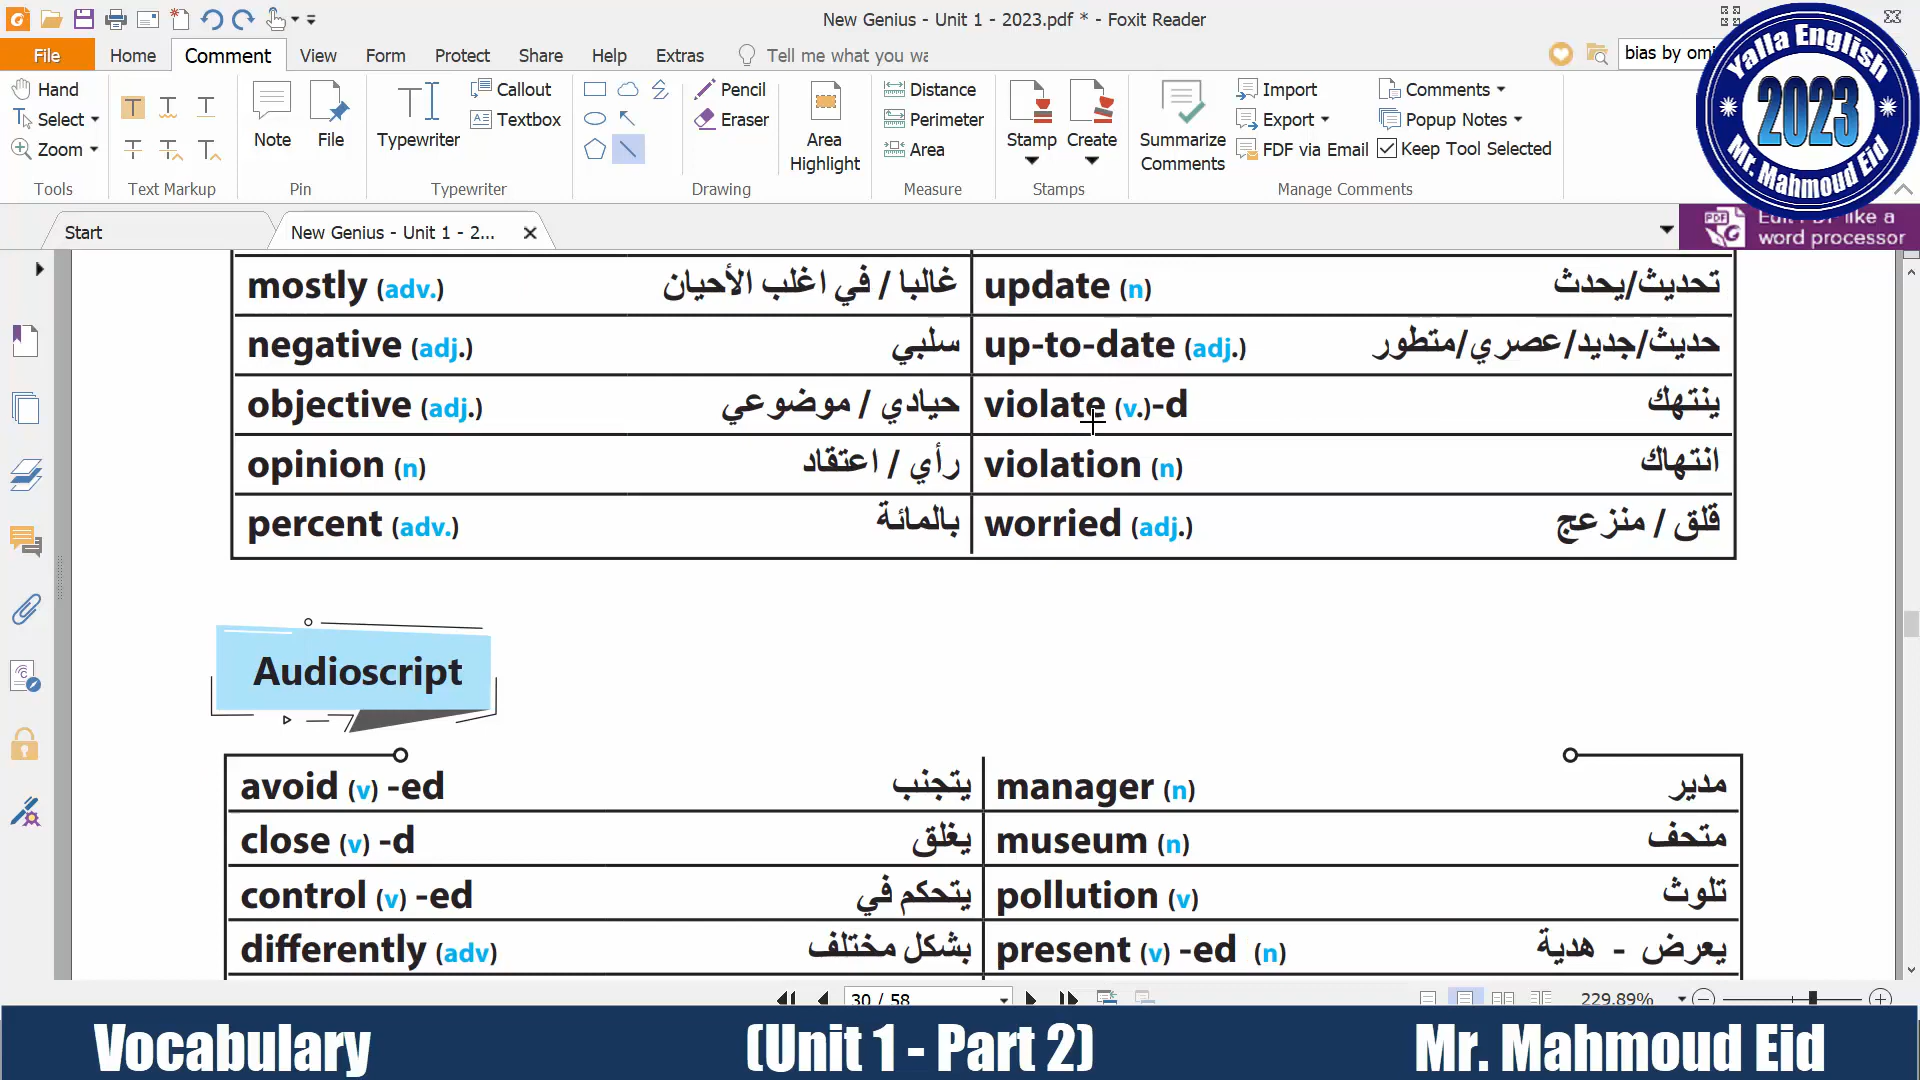 New Genius - Unit 1 - 2023.pdf * - Foxit Reader
File Home Comment View Form Protect Share Help Extras Tell me what you wa
bias by om
Hand
Select
Zoom
Tools
Text Markup
Note
File
Pin
Typewriter
Callout
Textbox
Typewriter
Pencil
Eraser
Drawing
Area
Highlight
Distance
Perimeter
Area
Measure
Stamp
Create
Stamps
Summarize
Comments
Import
Export
FDF via Email
Comments
Popup Notes
Keep Tool Selected
Manage Comments
Yalla English
2023
Mr. Mahmoud Eid
Start
New Genius - Unit 1 - 2...
Edit PDF like a
word processor
mostly (adv.) غالبا / في اغلب الأحيان update (n) تحديث/يحدث
negative (adj.) سلبي up-to-date (adj.) حديث/جديد/عصري/متطور
objective (adj.) حيادي / موضوعي violate (v.)-d ينتهك
opinion (n) رأي / اعتقاد violation (n) انتهاك
percent (adv.) بالمائة worried (adj.) قلق / منزعج
Audioscript
avoid (v) -ed يتجنب manager (n) مدير
close (v) -d يغلق museum (n) متحف
control (v) -ed يتحكم في pollution (v) تلوث
differently (adv) بشكل مختلف present (v) -ed (n) يعرض - هدية
30 / 58
229.89%
Vocabulary (Unit 1 - Part 2) Mr. Mahmoud Eid